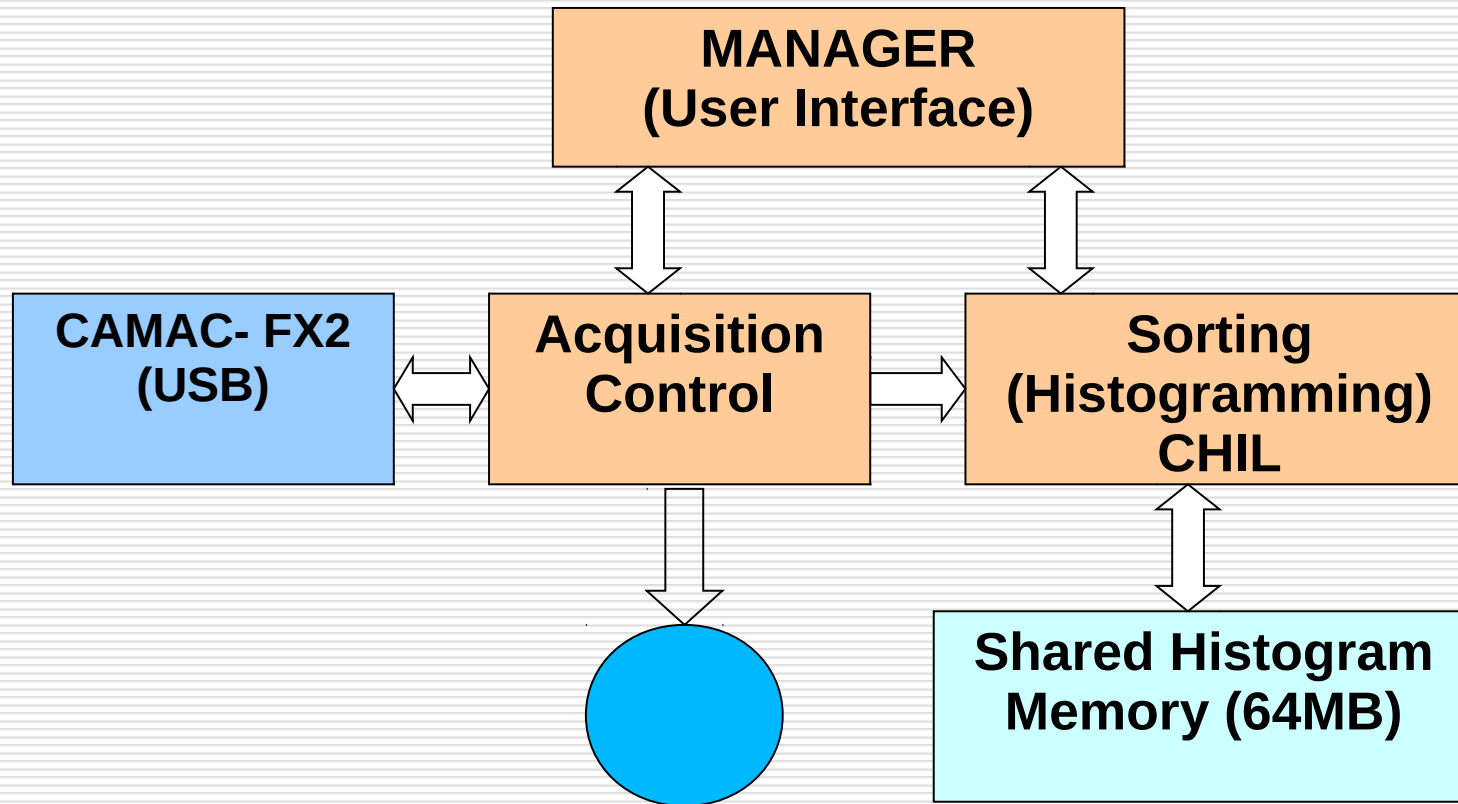 MANAGER
(User Interface)
CAMAC- FX2
(USB)
Acquisition
Control
Sorting
(Histogramming)
CHIL
Shared Histogram
Memory (64MB)